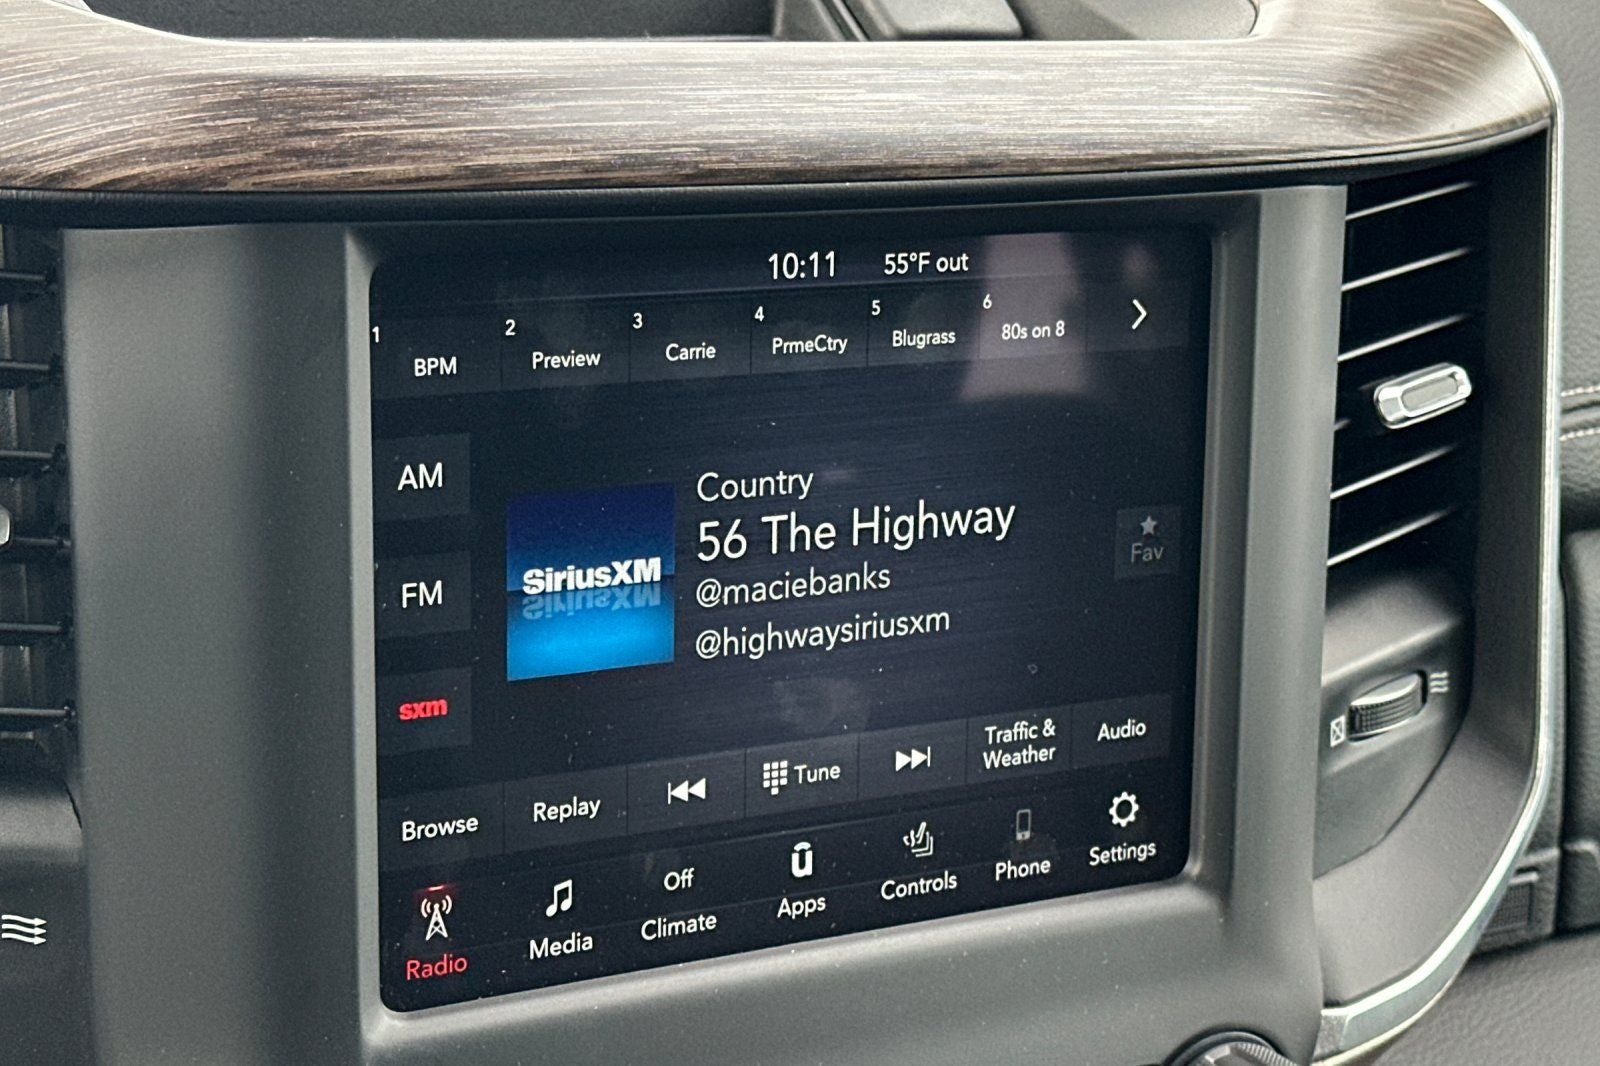 10:11 55°F out
1 BPM
2 Preview
3 Carrie
4 PrmeCtry
5 Blugrass
6 80s on 8
AM
FM
sxm
SiriusXM
Country
56 The Highway
@maciebanks
@highwaysiriusxm
Fav
Browse
Replay
Tune
Traffic &
Weather
Audio
Radio
Media
Off
Climate
Apps
Controls
Phone
Settings